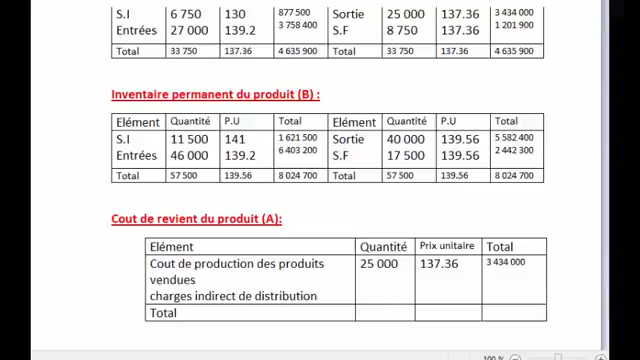 S.I 6 750 130 877 500 Sortie 25 000 137.36 3 434 000
Entrées 27 000 139.2 3 758 400 S.F 8 750 137.36 1 201 900
Total 33 750 137.36 4 635 900 Total 33 750 137.36 4 635 900
Inventaire permanent du produit (B) :
Elément Quantité P.U Total Elément Quantité P.U Total
S.I 11 500 141 1 621 500 Sortie 40 000 139.56 5 582 400
Entrées 46 000 139.2 6 403 200 S.F 17 500 139.56 2 442 300
Total 57 500 139.56 8 024 700 Total 57 500 139.56 8 024 700
Cout de revient du produit (A):
Elément Quantité Prix unitaire Total
Cout de production des produits 25 000 137.36 3 434 000
vendues
charges indirect de distribution
Total
100 %